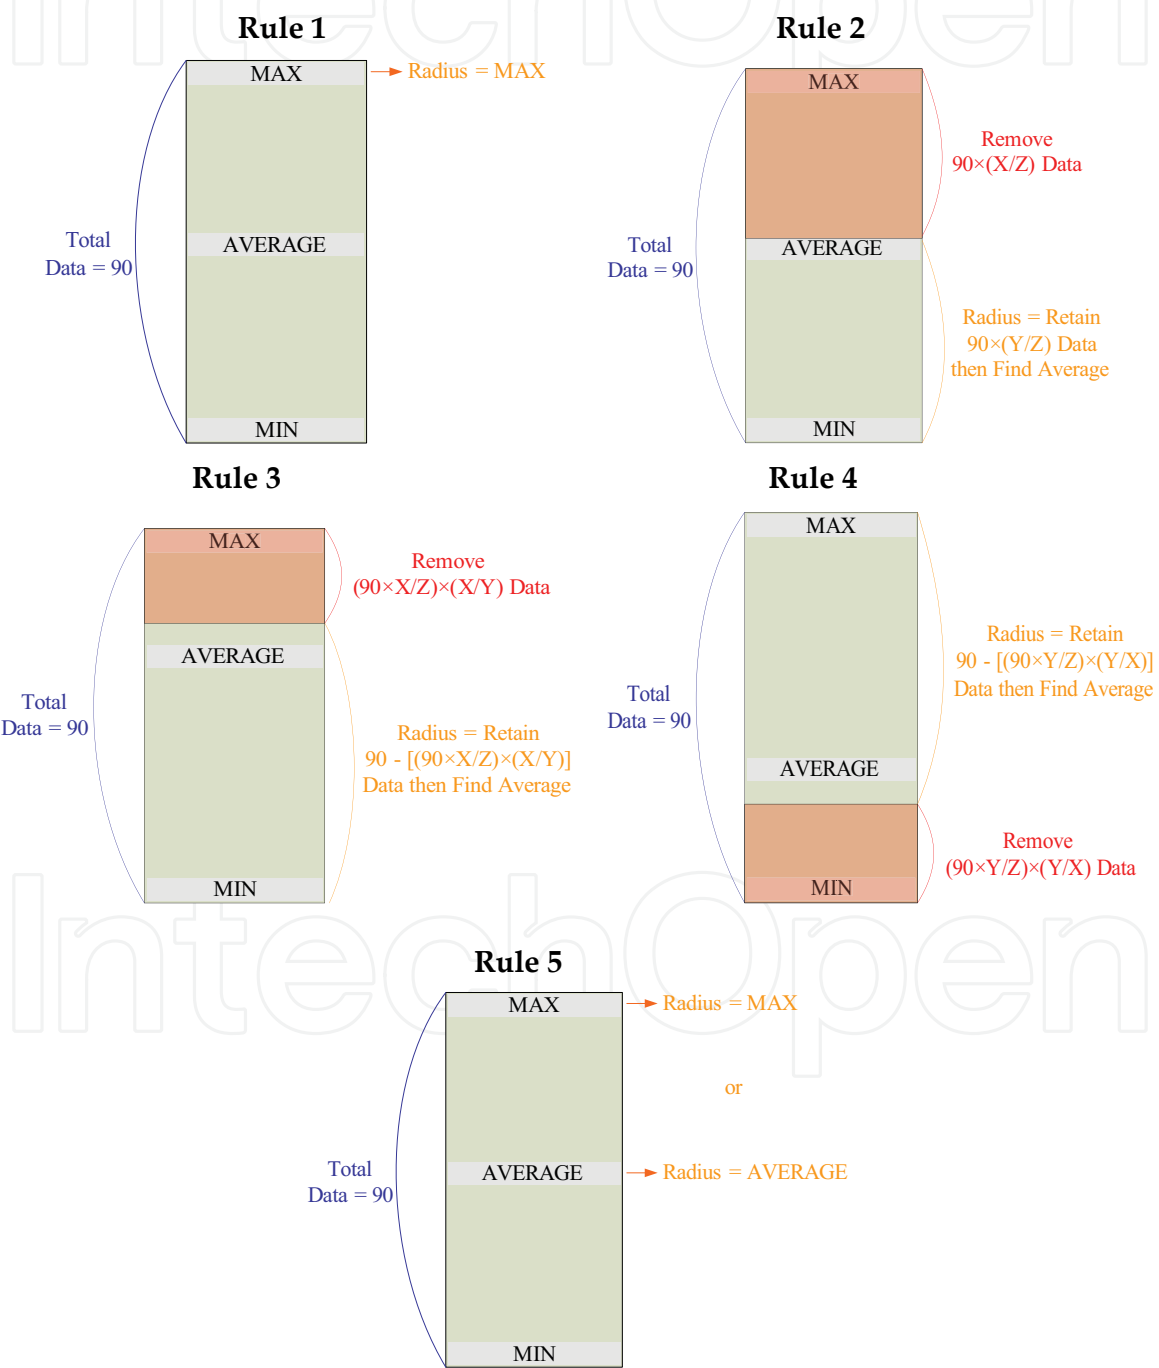 IntechOpen
Rule 1
MAX
Radius = MAX
Total
Data = 90
AVERAGE
MIN
Rule 2
MAX
Remove
90×(X/Z) Data
Total
Data = 90
AVERAGE
Radius = Retain
90×(Y/Z) Data
then Find Average
MIN
Rule 3
MAX
Remove
(90×X/Z)×(X/Y) Data
AVERAGE
Total
Data = 90
Radius = Retain
90 - [(90×X/Z)×(X/Y)]
Data then Find Average
MIN
Rule 4
MAX
Radius = Retain
90 - [(90×Y/Z)×(Y/X)]
Data then Find Average
Total
Data = 90
AVERAGE
Remove
(90×Y/Z)×(Y/X) Data
MIN
IntechOpen
Rule 5
MAX
Radius = MAX
or
Total
Data = 90
AVERAGE
Radius = AVERAGE
MIN